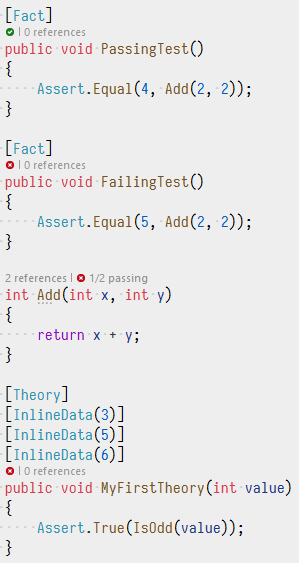 [Fact]
| 0 references
public void PassingTest()
{
    Assert.Equal(4, Add(2, 2));
}
[Fact]
| 0 references
public void FailingTest()
{
    Assert.Equal(5, Add(2, 2));
}
2 references | 1/2 passing
int Add(int x, int y)
{
    return x + y;
}
[Theory]
[InlineData(3)]
[InlineData(5)]
[InlineData(6)]
| 0 references
public void MyFirstTheory(int value)
{
    Assert.True(IsOdd(value));
}